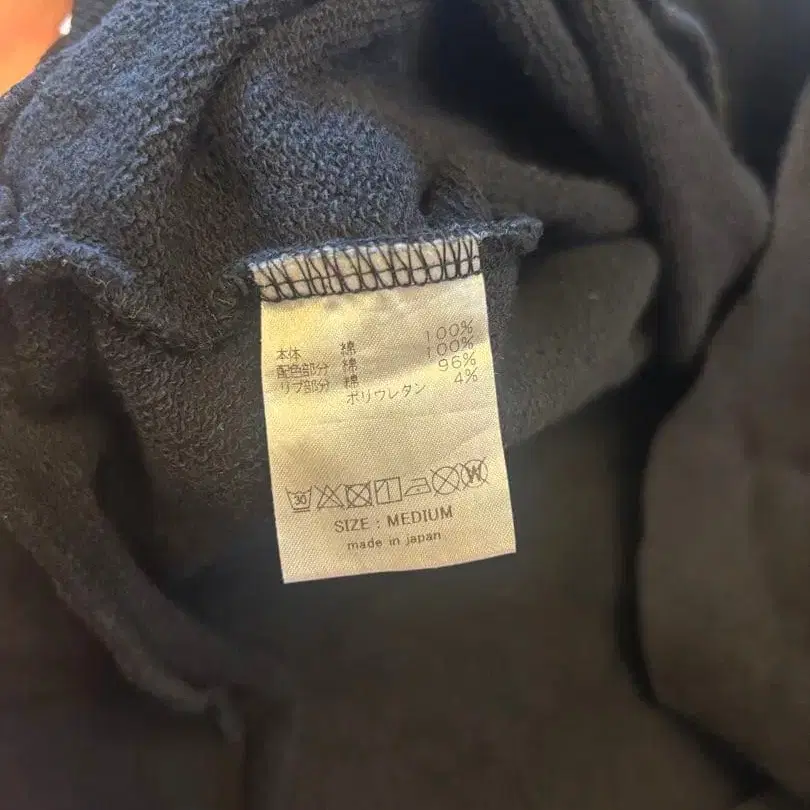 本体 綿 100%
配色部分 綿 100%
リブ部分 綿 96%
ポリウレタン 4%
30 W
SIZE : MEDIUM
made in japan